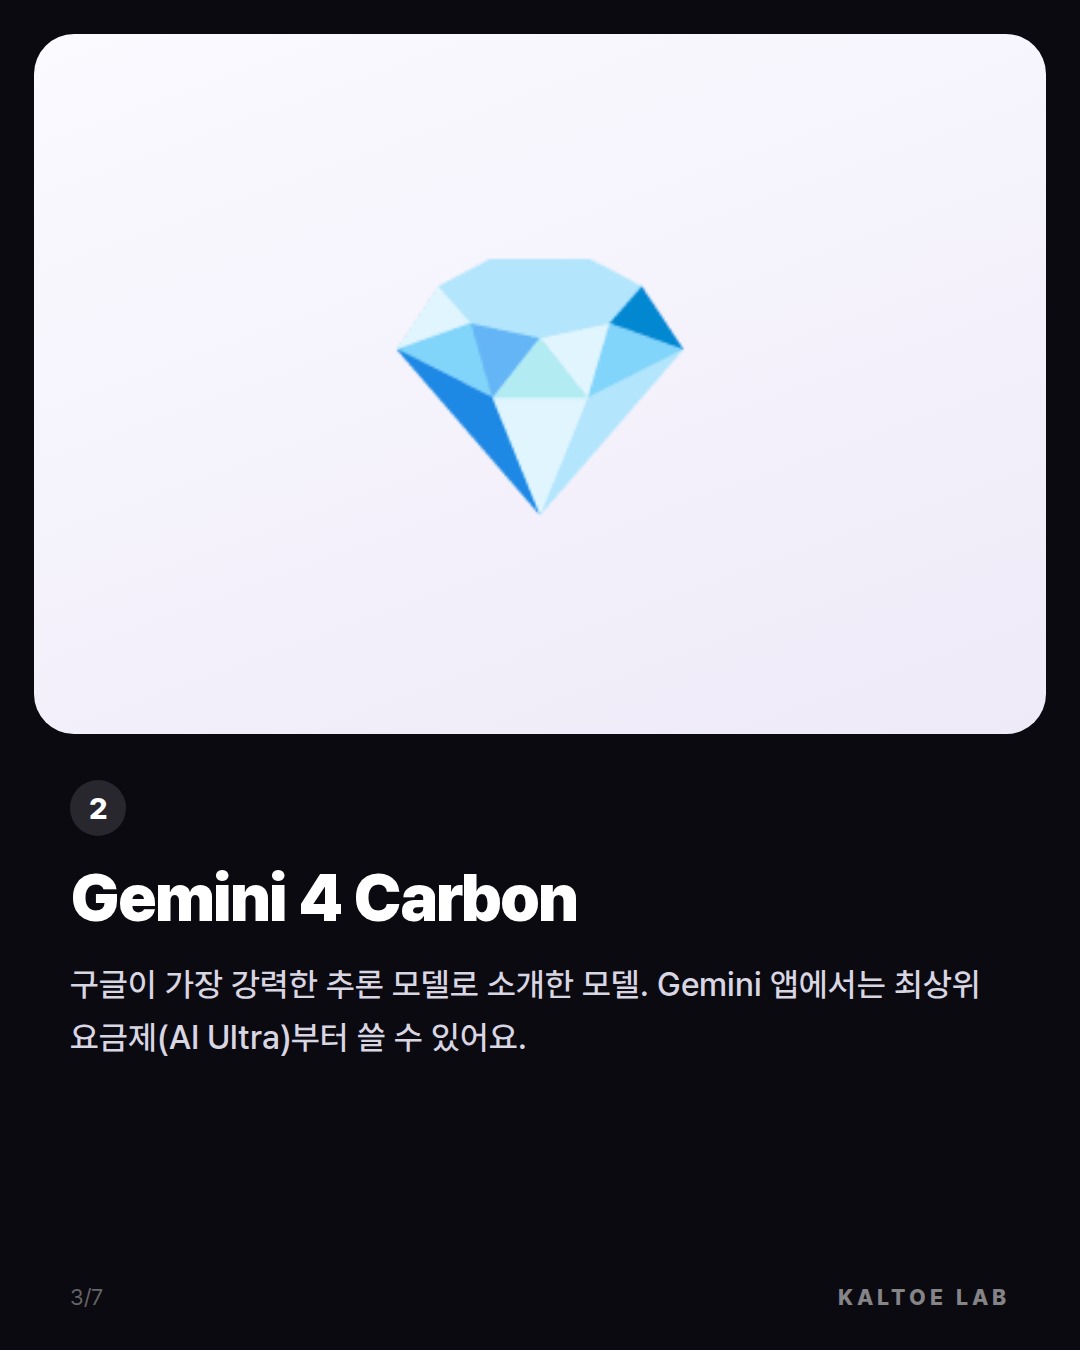 2
Gemini 4 Carbon
구글이 가장 강력한 추론 모델로 소개한 모델. Gemini 앱에서는 최상위
요금제(AI Ultra)부터 쓸 수 있어요.
3/7
KALTOE LAB